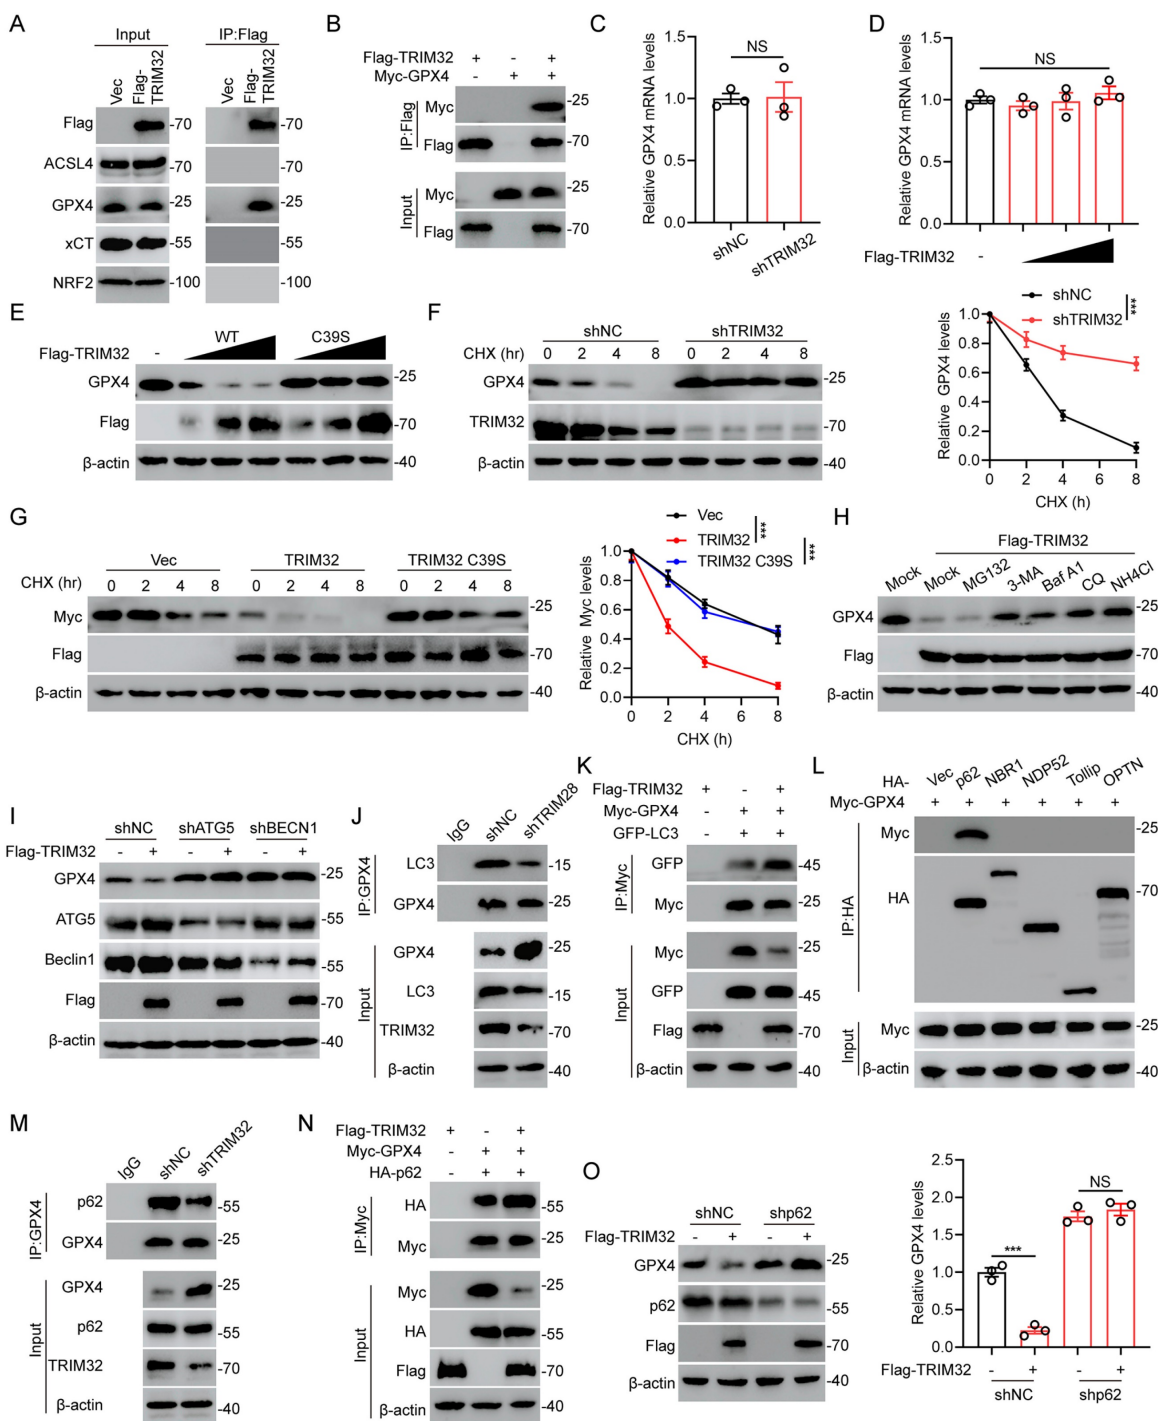 A
Input
IP:Flag
Vec
Flag-
TRIM32
Vec
Flag-
TRIM32
Flag
-70
-70
ACSL4
-70
-70
GPX4
-25
-25
xCT
-55
-55
NRF2
-100
-100
B
Flag-TRIM32 + - +
Myc-GPX4 - + +
IP:Flag
Myc
-25
Flag
-70
Input
Myc
-25
Flag
-70
C
Relative GPX4 mRNA levels
1.5
1.0
0.5
0.0
NS
shNC
shTRIM32
D
Relative GPX4 mRNA levels
1.5
1.0
0.5
0.0
NS
Flag-TRIM32 -
E
WT
C39S
Flag-TRIM32 -
GPX4
-25
Flag
-70
β-actin
-40
F
shNC
shTRIM32
CHX (hr) 0 2 4 8 0 2 4 8
GPX4
-25
TRIM32
-70
β-actin
-40
shNC
shTRIM32
***
Relative GPX4 levels
1.0
0.8
0.6
0.4
0.2
0.0
0 2 4 6 8
CHX (h)
G
Vec
TRIM32
TRIM32 C39S
CHX (hr) 0 2 4 8 0 2 4 8 0 2 4 8
Myc
-25
Flag
-70
β-actin
-40
Vec
TRIM32
TRIM32 C39S
***
***
Relative Myc levels
1.0
0.8
0.6
0.4
0.2
0.0
0 2 4 6 8
CHX (h)
H
Flag-TRIM32
Mock
Mock
MG132
3-MA
Baf A1
CQ
NH4Cl
GPX4
-25
Flag
-70
β-actin
-40
I
shNC shATG5 shBECN1
Flag-TRIM32 - + - + - +
GPX4
-25
ATG5
-55
Beclin1
-55
Flag
-70
β-actin
-40
J
IgG
shNC
shTRIM28
IP:GPX4
LC3
-15
GPX4
-25
Input
GPX4
-25
LC3
-15
TRIM32
-70
β-actin
-40
K
Flag-TRIM32 + - +
Myc-GPX4 - + +
GFP-LC3 - + +
IP:Myc
GFP
-45
Myc
-25
Input
Myc
-25
GFP
-45
Flag
-70
β-actin
-40
L
HA-
Vec
p62
NBR1
NDP52
Tollip
OPTN
Myc-GPX4 + + + + + +
IP:HA
Myc
-25
HA
-70
Input
Myc
-25
β-actin
-40
M
IgG
shNC
shTRIM32
IP:GPX4
p62
-55
GPX4
-25
Input
GPX4
-25
p62
-55
TRIM32
-70
β-actin
-40
N
Flag-TRIM32 + - +
Myc-GPX4 - + +
HA-p62 - + +
IP:Myc
HA
-55
Myc
-25
Input
Myc
-25
HA
-55
Flag
-70
β-actin
-40
O
shNC shp62
Flag-TRIM32 - + - +
GPX4
-25
p62
-55
Flag
-70
β-actin
-40
Relative GPX4 levels
2.5
2.0
1.5
1.0
0.5
0.0
***
NS
Flag-TRIM32 - + - +
shNC shp62